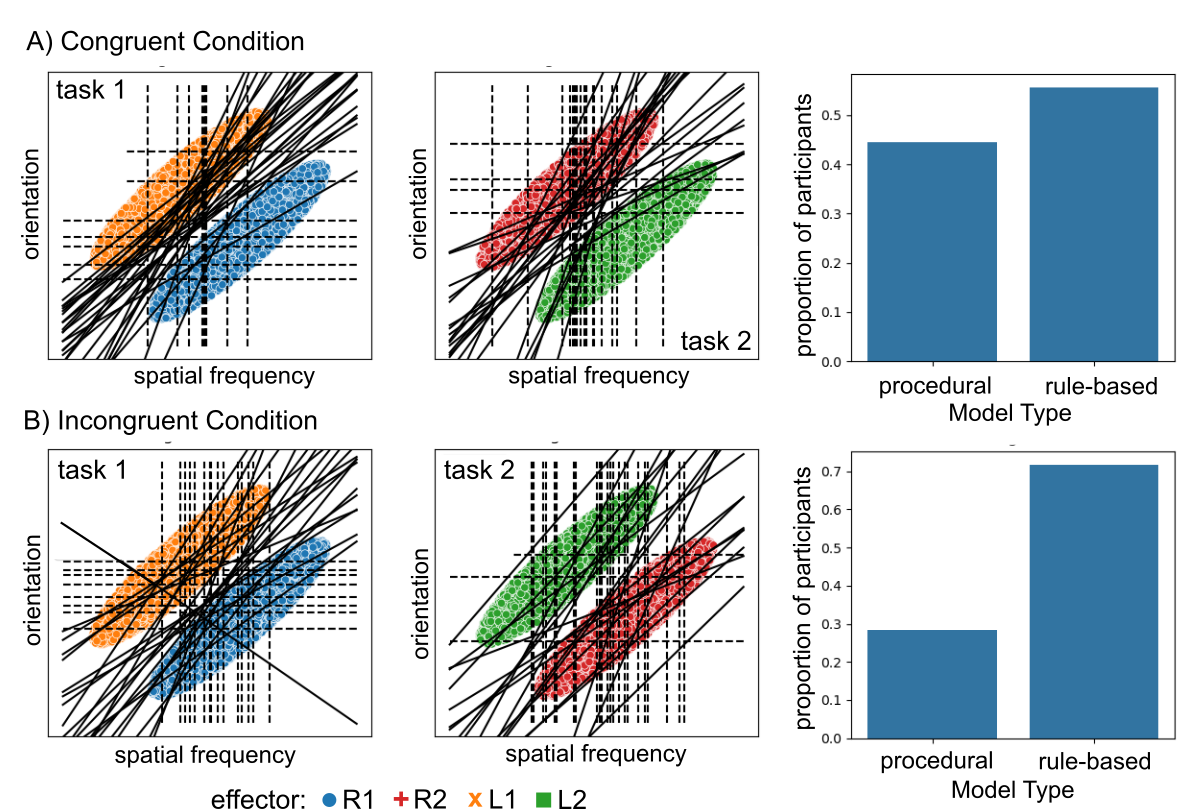 A) Congruent Condition
task 1
orientation
spatial frequency
orientation
task 2
spatial frequency
proportion of participants
0.5
0.4
0.3
0.2
0.1
0.0
procedural rule-based
Model Type
B) Incongruent Condition
task 1
orientation
spatial frequency
task 2
orientation
spatial frequency
proportion of participants
0.7
0.6
0.5
0.4
0.3
0.2
0.1
0.0
procedural rule-based
Model Type
effector: R1 R2 L1 L2